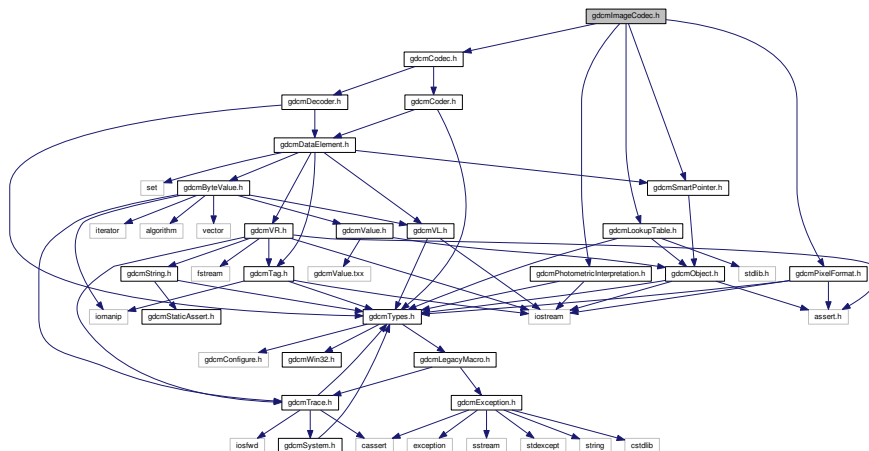 gdcmImageCodec.h
gdcmCodec.h
gdcmDecoder.h
gdcmCoder.h
gdcmDataElement.h
set
gdcmByteValue.h
gdcmSmartPointer.h
iterator
algorithm
vector
gdcmVR.h
gdcmValue.h
gdcmVL.h
gdcmLookupTable.h
gdcmString.h
fstream
gdcmTag.h
gdcmValue.txx
gdcmPhotometricInterpretation.h
gdcmObject.h
stdlib.h
gdcmPixelFormat.h
iomanip
gdcmStaticAssert.h
gdcmTypes.h
iostream
assert.h
gdcmConfigure.h
gdcmWin32.h
gdcmLegacyMacro.h
gdcmTrace.h
gdcmException.h
iosfwd
gdcmSystem.h
cassert
exception
sstream
stdexcept
string
cstdlib